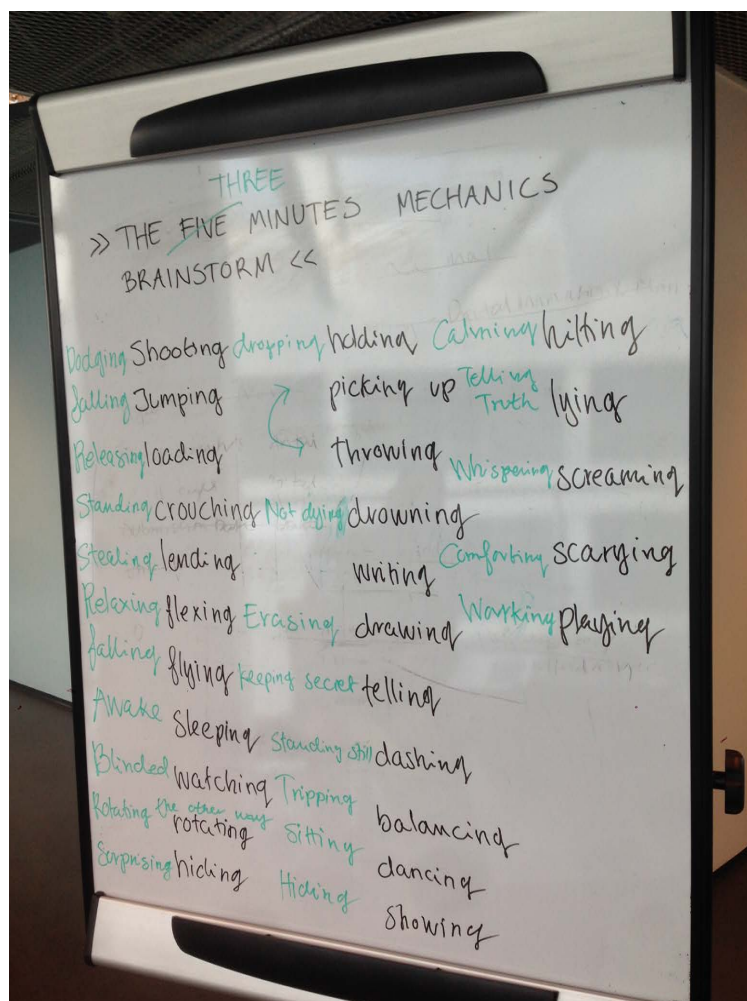 THREE
>> THE FIVE MINUTES MECHANICS
BRAINSTORM <<
Dodging Shooting
falling Jumping
Releasing loading
Standing crouching
Stealing lending
Relaxing flexing
falling flying
Awake sleeping
Blinded watching
Rotating the other way
rotating
Surprising hiding
dropping holding
picking up
throwing
Not dying drowning
writing
Erasing drawing
keeping secret telling
Standing still dashing
Tripping balancing
Sitting dancing
Hiding showing
Calming hitting
Telling
Truth lying
Whispering screaming
Comforting scarying
Working playing